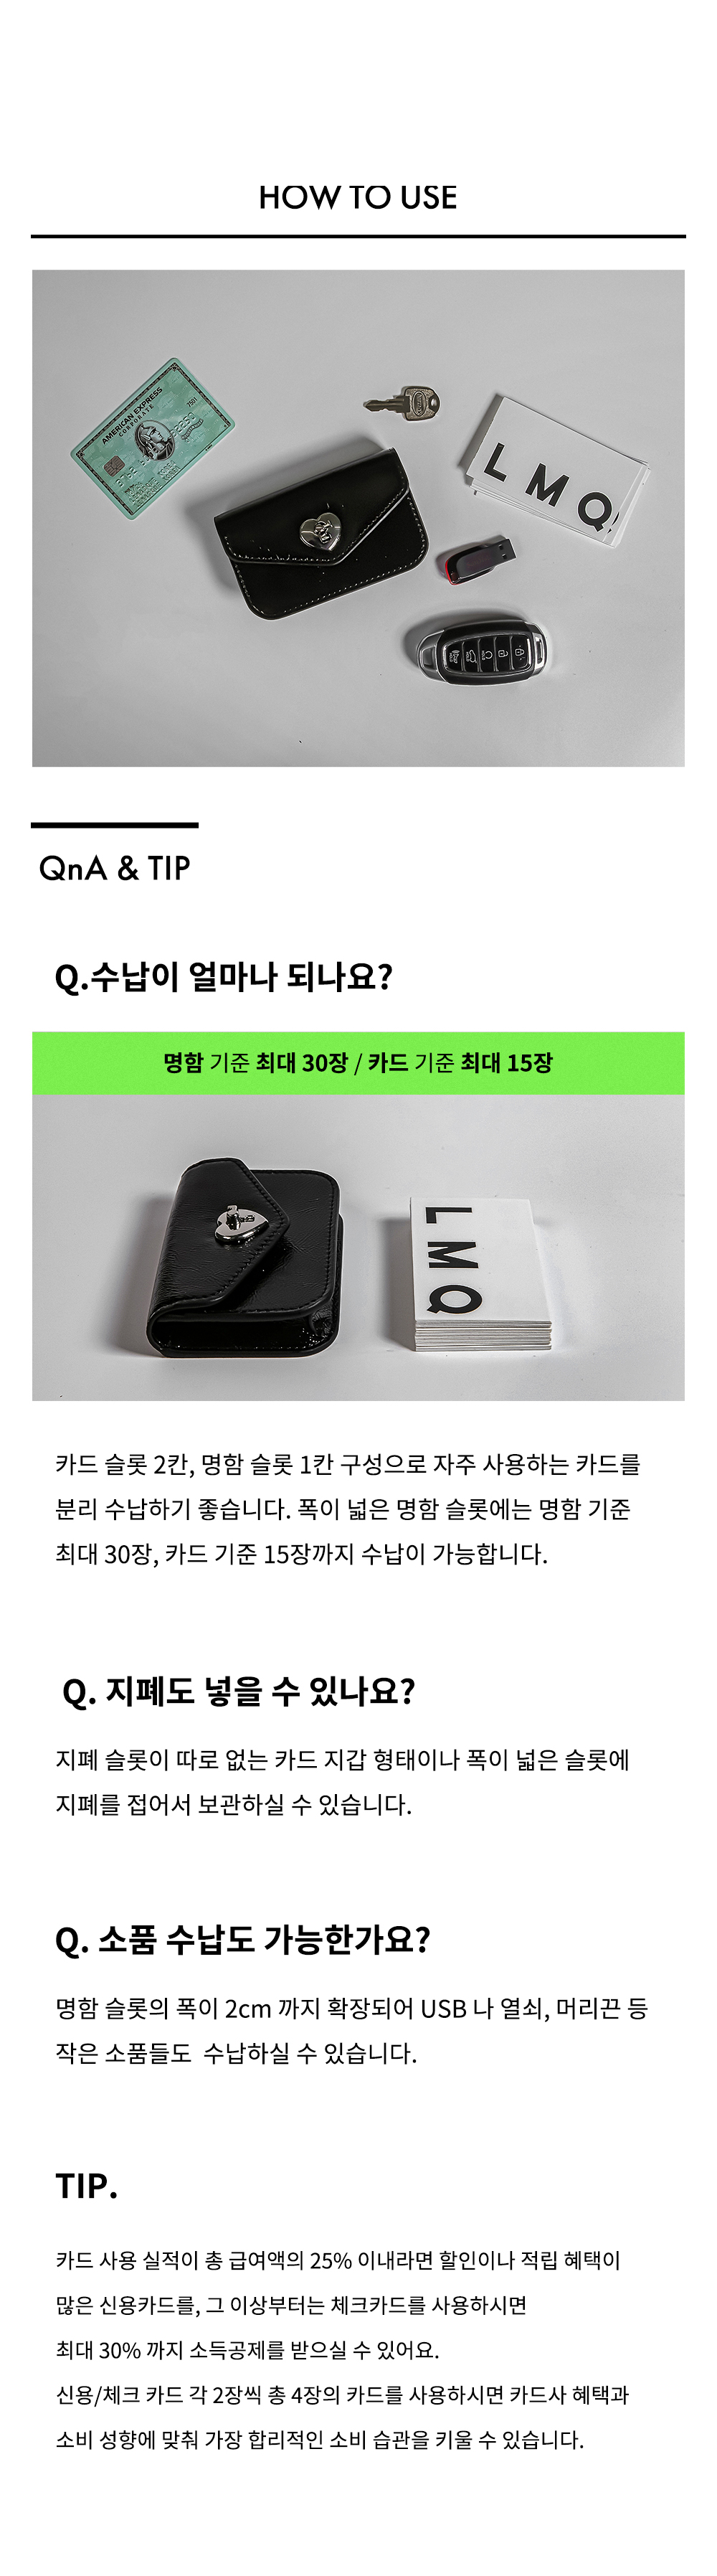 HOW TO USE
AMERICAN EXPRESS
CORPORATE
7501
L M Q
QnA & TIP
Q.수납이 얼마나 되나요?
명함 기준 최대 30장 / 카드 기준 최대 15장
L M Q
카드 슬롯 2칸, 명함 슬롯 1칸 구성으로 자주 사용하는 카드를
분리 수납하기 좋습니다. 폭이 넓은 명함 슬롯에는 명함 기준
최대 30장, 카드 기준 15장까지 수납이 가능합니다.
Q. 지폐도 넣을 수 있나요?
지폐 슬롯이 따로 없는 카드 지갑 형태이나 폭이 넓은 슬롯에
지폐를 접어서 보관하실 수 있습니다.
Q. 소품 수납도 가능한가요?
명함 슬롯의 폭이 2cm 까지 확장되어 USB 나 열쇠, 머리끈 등
작은 소품들도 수납하실 수 있습니다.
TIP.
카드 사용 실적이 총 급여액의 25% 이내라면 할인이나 적립 혜택이
많은 신용카드를, 그 이상부터는 체크카드를 사용하시면
최대 30% 까지 소득공제를 받으실 수 있어요.
신용/체크 카드 각 2장씩 총 4장의 카드를 사용하시면 카드사 혜택과
소비 성향에 맞춰 가장 합리적인 소비 습관을 키울 수 있습니다.